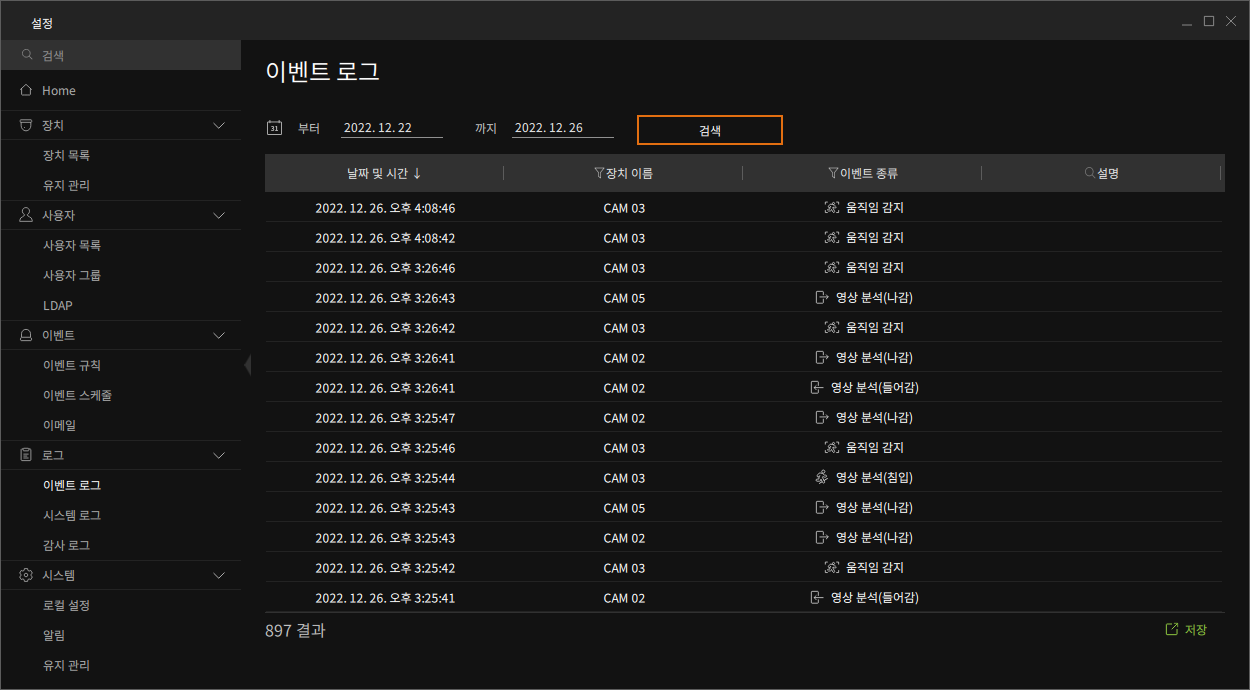 설정
검색
Home
장치
장치 목록
유지 관리
사용자
사용자 목록
사용자 그룹
LDAP
이벤트
이벤트 규칙
이벤트 스케줄
이메일
로그
이벤트 로그
시스템 로그
감사 로그
시스템
로컬 설정
알림
유지 관리
이벤트 로그
31 부터 2022. 12. 22 까지 2022. 12. 26 검색
날짜 및 시간 ↓ 장치 이름 이벤트 종류 설명
2022. 12. 26. 오후 4:08:46 CAM 03 움직임 감지
2022. 12. 26. 오후 4:08:42 CAM 03 움직임 감지
2022. 12. 26. 오후 3:26:46 CAM 03 움직임 감지
2022. 12. 26. 오후 3:26:43 CAM 05 영상 분석(나감)
2022. 12. 26. 오후 3:26:42 CAM 03 움직임 감지
2022. 12. 26. 오후 3:26:41 CAM 02 영상 분석(나감)
2022. 12. 26. 오후 3:26:41 CAM 02 영상 분석(들어감)
2022. 12. 26. 오후 3:25:47 CAM 02 영상 분석(나감)
2022. 12. 26. 오후 3:25:46 CAM 03 움직임 감지
2022. 12. 26. 오후 3:25:44 CAM 03 영상 분석(침입)
2022. 12. 26. 오후 3:25:43 CAM 05 영상 분석(나감)
2022. 12. 26. 오후 3:25:43 CAM 02 영상 분석(나감)
2022. 12. 26. 오후 3:25:42 CAM 03 움직임 감지
2022. 12. 26. 오후 3:25:41 CAM 02 영상 분석(들어감)
897 결과 저장